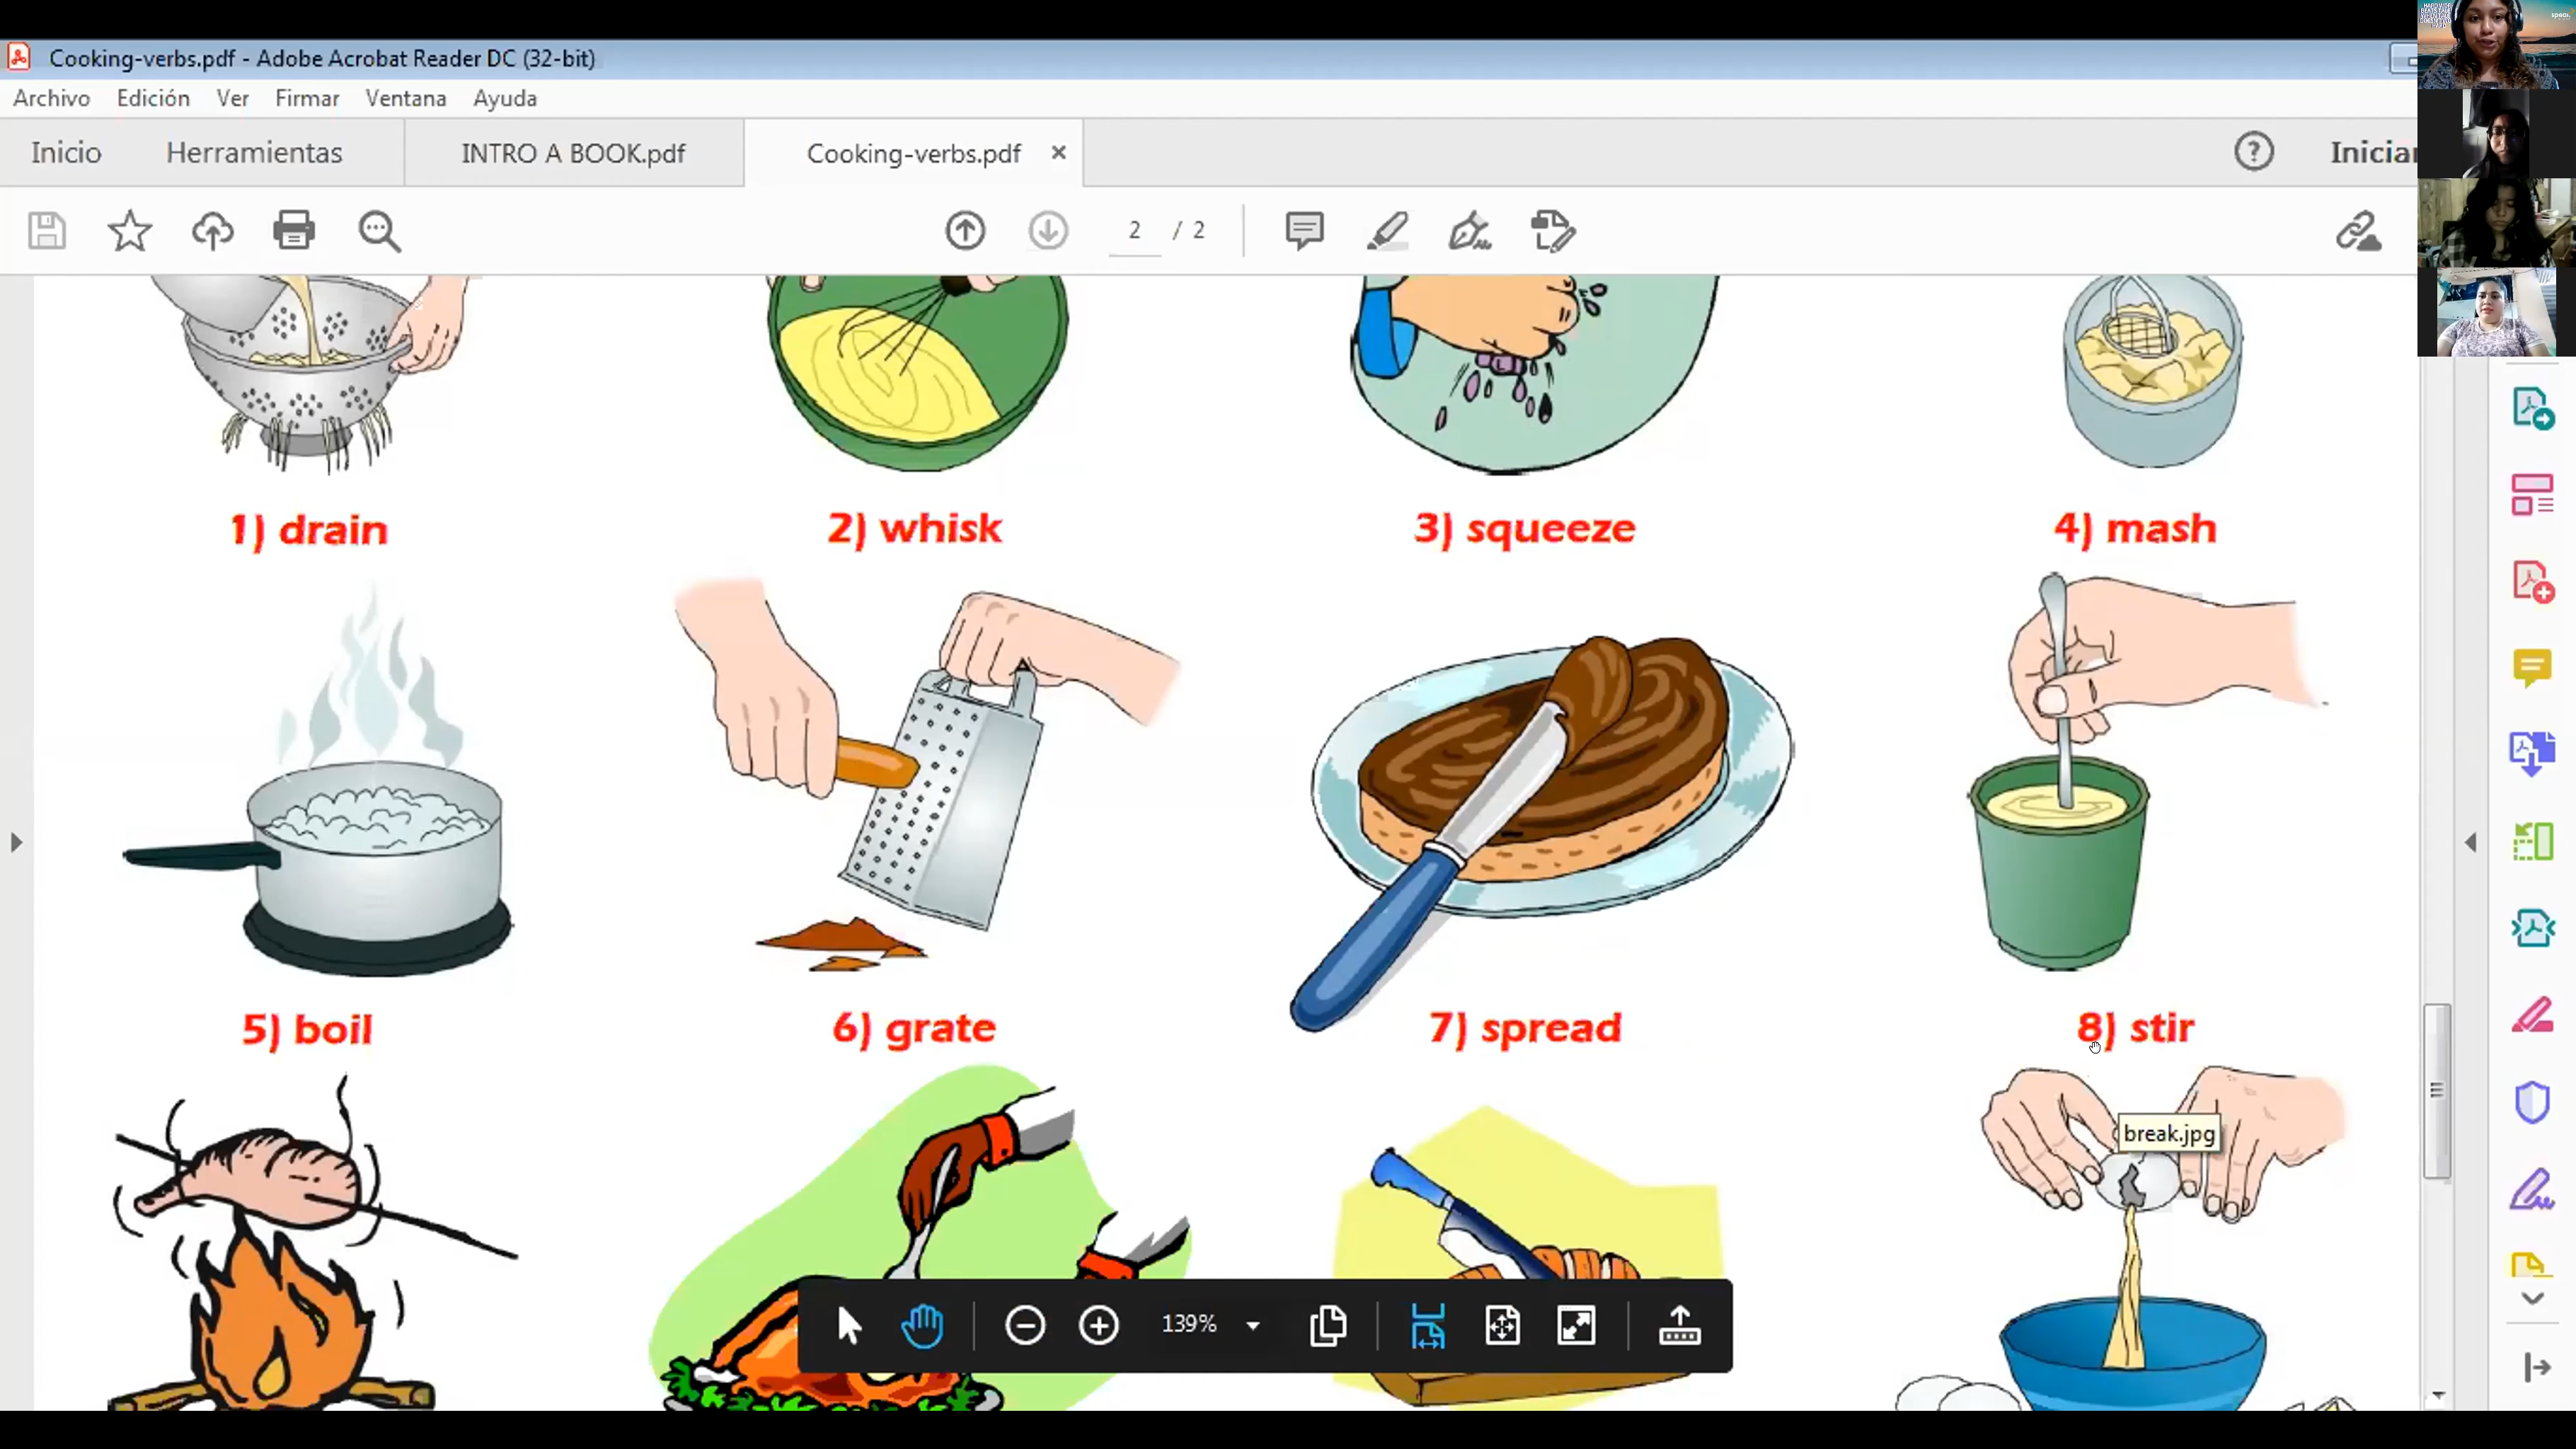 Cooking-verbs.pdf - Adobe Acrobat Reader DC (32-bit)
Archivo Edición Ver Firmar Ventana Ayuda
Inicio Herramientas INTRO A BOOK.pdf Cooking-verbs.pdf ×
Iniciar
2 / 2
1) drain 2) whisk 3) squeeze 4) mash
5) boil 6) grate 7) spread 8) stir
break.jpg
139%